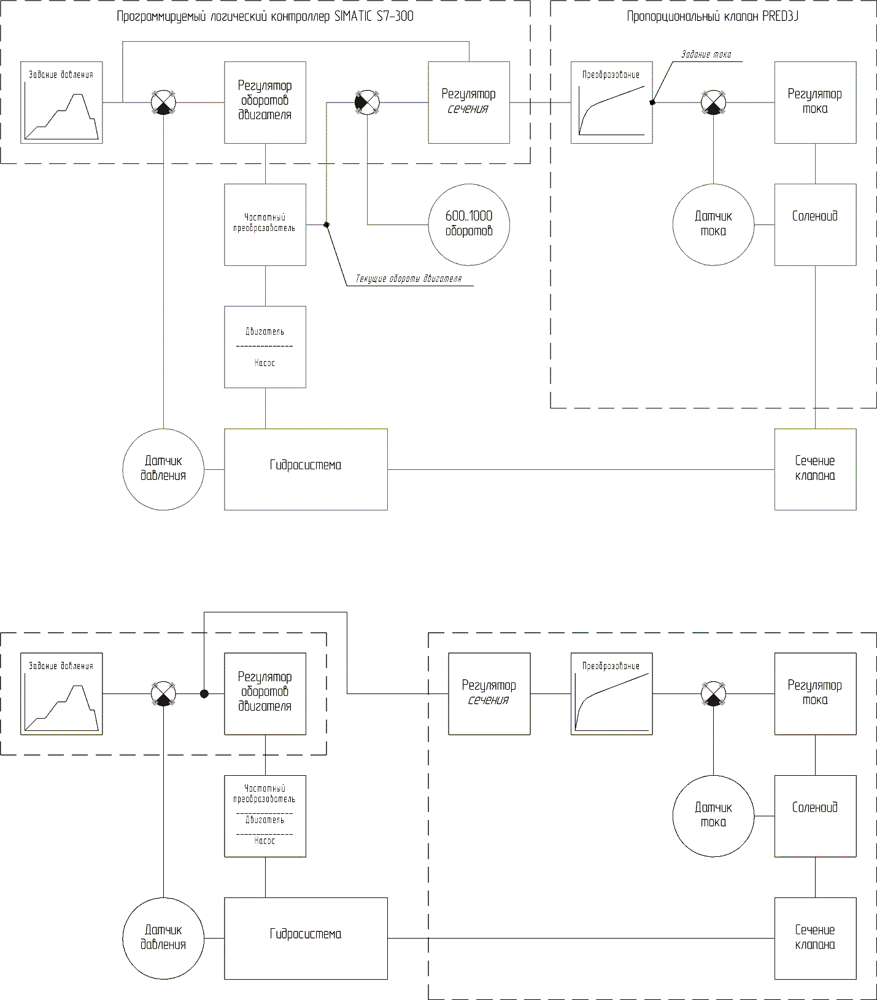 Программируемый логический контроллер SIMATIC S7-300
Пропорциональный клапан PRED3J
Задание давления
Регулятор
оборотов
двигателя
Регулятор
сечения
Преобразование
Задание тока
Регулятор
тока
Частотный
преобразователь
600..1000
оборотов
Датчик
тока
Соленоид
Текущие обороты двигателя
Двигатель
Насос
Датчик
давления
Гидросистема
Сечение
клапана
Задание давления
Регулятор
оборотов
двигателя
Регулятор
сечения
Преобразование
Регулятор
тока
Частотный
преобразователь
Двигатель
Насос
Датчик
тока
Соленоид
Датчик
давления
Гидросистема
Сечение
клапана